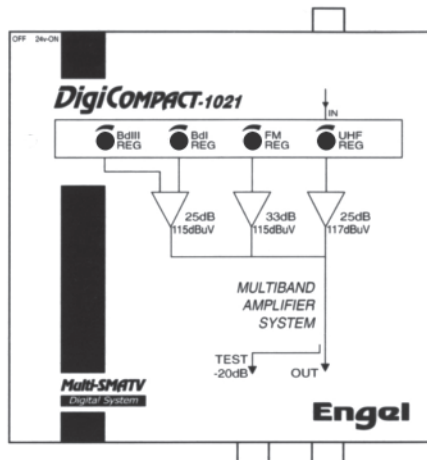 OFF 24v-ON
DigiCOMPACT-1021
IN
BdIII REG
BdI REG
FM REG
UHF REG
25dB
115dBuV
33dB
115dBuV
25dB
117dBuV
MULTIBAND
AMPLIFIER
SYSTEM
TEST
-20dB
OUT
Multi-SMATV
Digital System
Engel